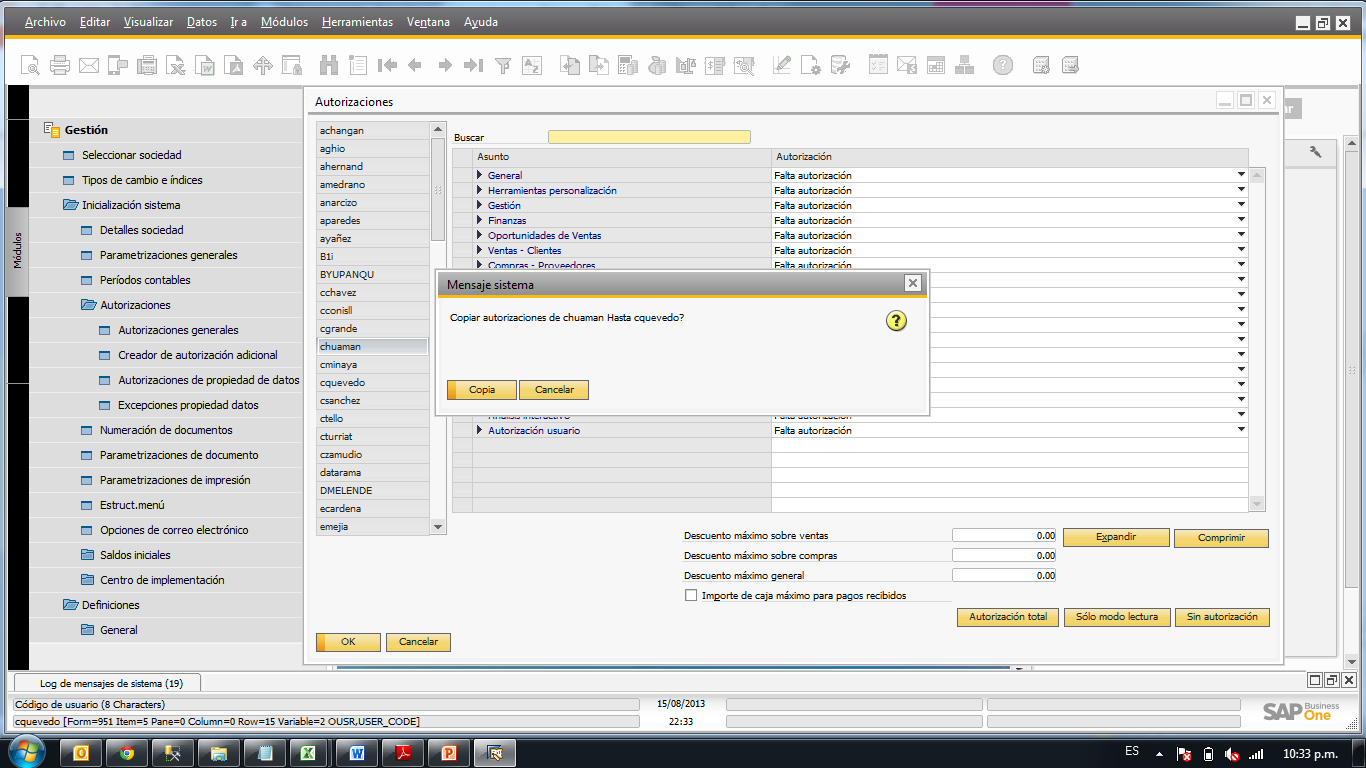 Archivo Editar Visualizar Datos Ir a Módulos Herramientas Ventana Ayuda
Módulos
Gestión
Seleccionar sociedad
Tipos de cambio e índices
Inicialización sistema
Detalles sociedad
Parametrizaciones generales
Períodos contables
Autorizaciones
Autorizaciones generales
Creador de autorización adicional
Autorizaciones de propiedad de datos
Excepciones propiedad datos
Numeración de documentos
Parametrizaciones de documento
Parametrizaciones de impresión
Estruct.menú
Opciones de correo electrónico
Saldos iniciales
Centro de implementación
Definiciones
General
Autorizaciones
achangan
aghio
ahernand
amedrano
anarcizo
aparedes
ayañez
B1i
BYUPANQU
cchavez
cconisll
cgrande
chuaman
cminaya
cquevedo
csanchez
ctello
cturriat
czamudio
datarama
DMELENDE
ecardena
emejia
Buscar
Asunto Autorización
General Falta autorización
Herramientas personalización Falta autorización
Gestión Falta autorización
Finanzas Falta autorización
Oportunidades de Ventas Falta autorización
Ventas - Clientes Falta autorización
Compras - Proveedores Falta autorización
Mensaje sistema
Copiar autorizaciones de chuaman Hasta cquevedo?
Copia Cancelar
Análisis interactivo Falta autorización
Autorización usuario Falta autorización
Descuento máximo sobre ventas 0.00
Descuento máximo sobre compras 0.00
Descuento máximo general 0.00
Importe de caja máximo para pagos recibidos
Expandir Comprimir
Autorización total Sólo modo lectura Sin autorización
OK Cancelar
Log de mensajes de sistema (19)
Código de usuario (8 Characters) 15/08/2013
cquevedo [Form=951 Item=5 Pane=0 Column=0 Row=15 Variable=2 OUSR,USER_CODE] 22:33
SAP Business One
ES 10:33 p.m.